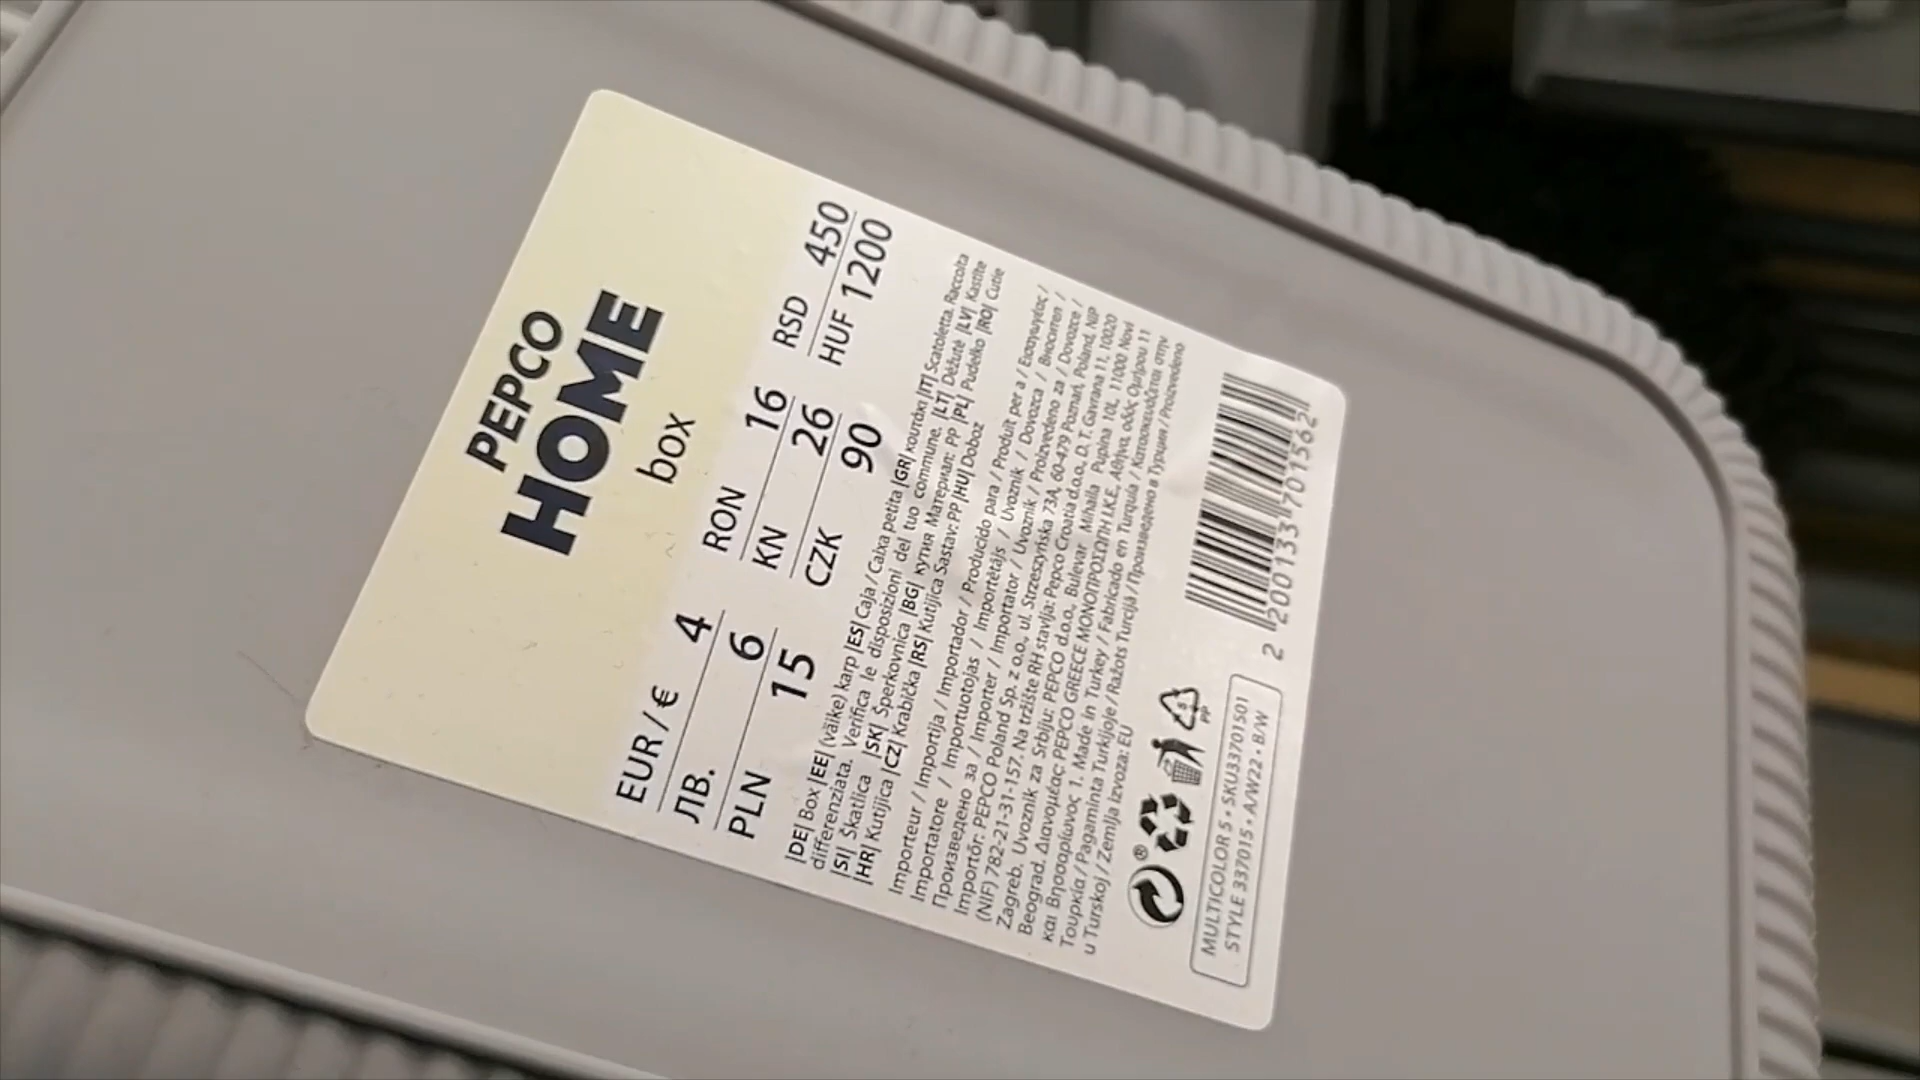 PEPCO
HOME
box
EUR/€ 4
ЛВ. 6
PLN 15
RON 16
KN 26
CZK 90
RSD 450
HUF 1200
|DE| Box |EE| (väike) karp |ES| Caja / Caixa petita |GR| κουτάκι |IT| Scatoletta. Raccolta
differenziata. Verifica le disposizioni del tuo commune. |LT| Dėžutė |LV| Kastīte
|SI| Škatlica |SK| Šperkovnica |BG| кутия Материал: PP |PL| Pudełko |RO| Cutie
|HR| Kutijica |CZ| Krabička |RS| Kutijica Sastav: PP |HU| Doboz
Importeur / Importija / Importador / Producido para / Produit per a / Εισαγωγέας /
Importatore / Importuotojas / Importētājs / Uvoznik / Dovozca / Вносител /
Произведено за / Importer / Importator / Uvoznik / Proizvedeno za / Dovozce /
Importőr: PEPCO Poland Sp. z o.o., ul. Strzeszyńska 73A, 60-479 Poznań, Poland, NIP
(NIF) 782-21-31-157. Na tržište RH stavlja: Pepco Croatia d.o.o., D. T. Gavrana 11, 10020
Zagreb. Uvoznik za Srbiju: PEPCO d.o.o., Bulevar Mihaila Pupina 10L, 11000 Novi
Beograd. Διανομέας: PEPCO GREECE ΜΟΝΟΠΡΟΣΩΠΗ Ι.Κ.Ε, Αθήνα, οδός Ομήρου 11
και Βησσαρίωνος 1. Made in Turkey / Fabricado en Turquía / Κατασκευάζεται στην
Τουρκία / Pagaminta Turkijoje / Ražots Turcijā / Произведено в Турция / Proizvedeno
u Turskoj / Zemlja izvoza: EU
®
5
PP
MULTICOLOR 5 • SKU33701501
STYLE 337015 • A/W22 • B/W
2 200133 701562